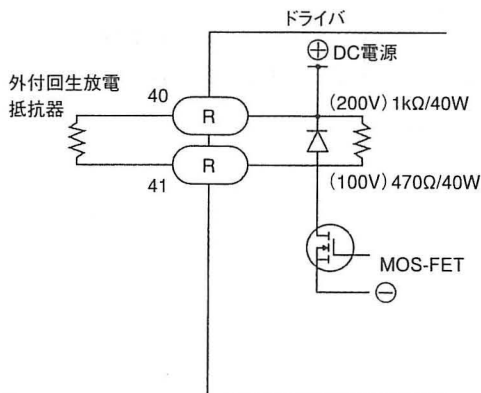 ドライバ
⊕ DC電源
外付回生放電
抵抗器
40
R
(200V) 1kΩ/40W
R
41
(100V) 470Ω/40W
MOS-FET
⊖